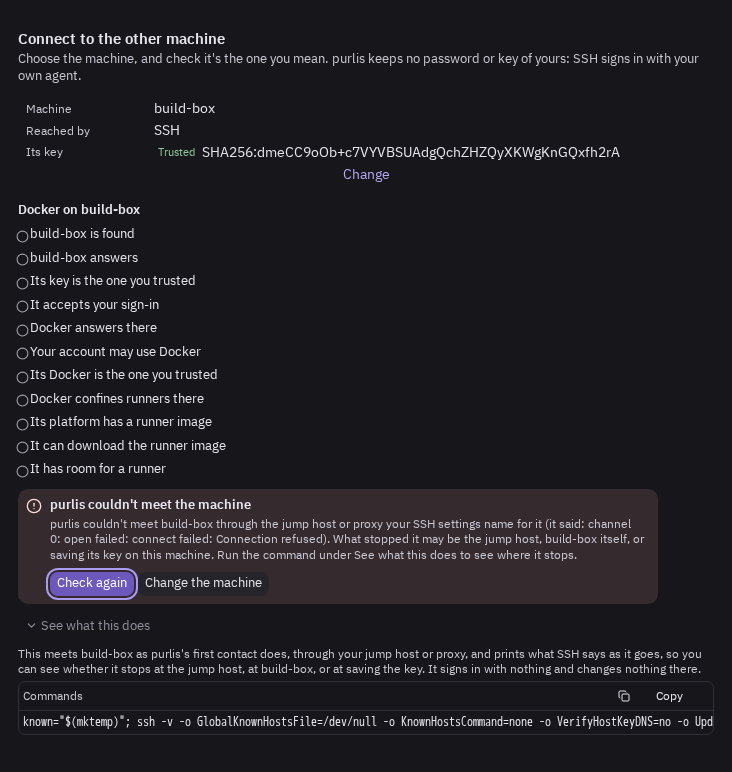 Connect to the other machine
Choose the machine, and check it's the one you mean. purlis keeps no password or key of yours: SSH signs in with your
own agent.
Machine build-box
Reached by SSH
Its key Trusted SHA256:dmeCC9oOb+c7VYVBSUAdgQchZHZQyXKWgKnGQxfh2rA
Change
Docker on build-box
build-box is found
build-box answers
Its key is the one you trusted
It accepts your sign-in
Docker answers there
Your account may use Docker
Its Docker is the one you trusted
Docker confines runners there
Its platform has a runner image
It can download the runner image
It has room for a runner
purlis couldn't meet the machine
purlis couldn't meet build-box through the jump host or proxy your SSH settings name for it (it said: channel
0: open failed: connect failed: Connection refused). What stopped it may be the jump host, build-box itself, or
saving its key on this machine. Run the command under See what this does to see where it stops.
Check again Change the machine
See what this does
This meets build-box as purlis's first contact does, through your jump host or proxy, and prints what SSH says as it goes, so you
can see whether it stops at the jump host, at build-box, or at saving the key. It signs in with nothing and changes nothing there.
Commands Copy
known="$(mktemp)"; ssh -v -o GlobalKnownHostsFile=/dev/null -o KnownHostsCommand=none -o VerifyHostKeyDNS=no -o Upd